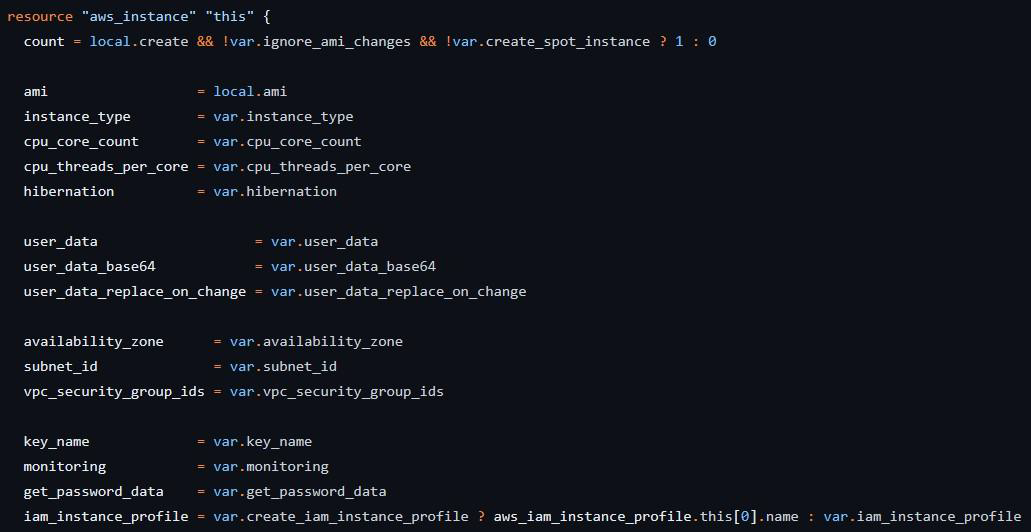 resource "aws_instance" "this" {
  count = local.create && !var.ignore_ami_changes && !var.create_spot_instance ? 1 : 0

  ami                  = local.ami
  instance_type        = var.instance_type
  cpu_core_count       = var.cpu_core_count
  cpu_threads_per_core = var.cpu_threads_per_core
  hibernation          = var.hibernation

  user_data                   = var.user_data
  user_data_base64            = var.user_data_base64
  user_data_replace_on_change = var.user_data_replace_on_change

  availability_zone      = var.availability_zone
  subnet_id              = var.subnet_id
  vpc_security_group_ids = var.vpc_security_group_ids

  key_name             = var.key_name
  monitoring           = var.monitoring
  get_password_data    = var.get_password_data
  iam_instance_profile = var.create_iam_instance_profile ? aws_iam_instance_profile.this[0].name : var.iam_instance_profile